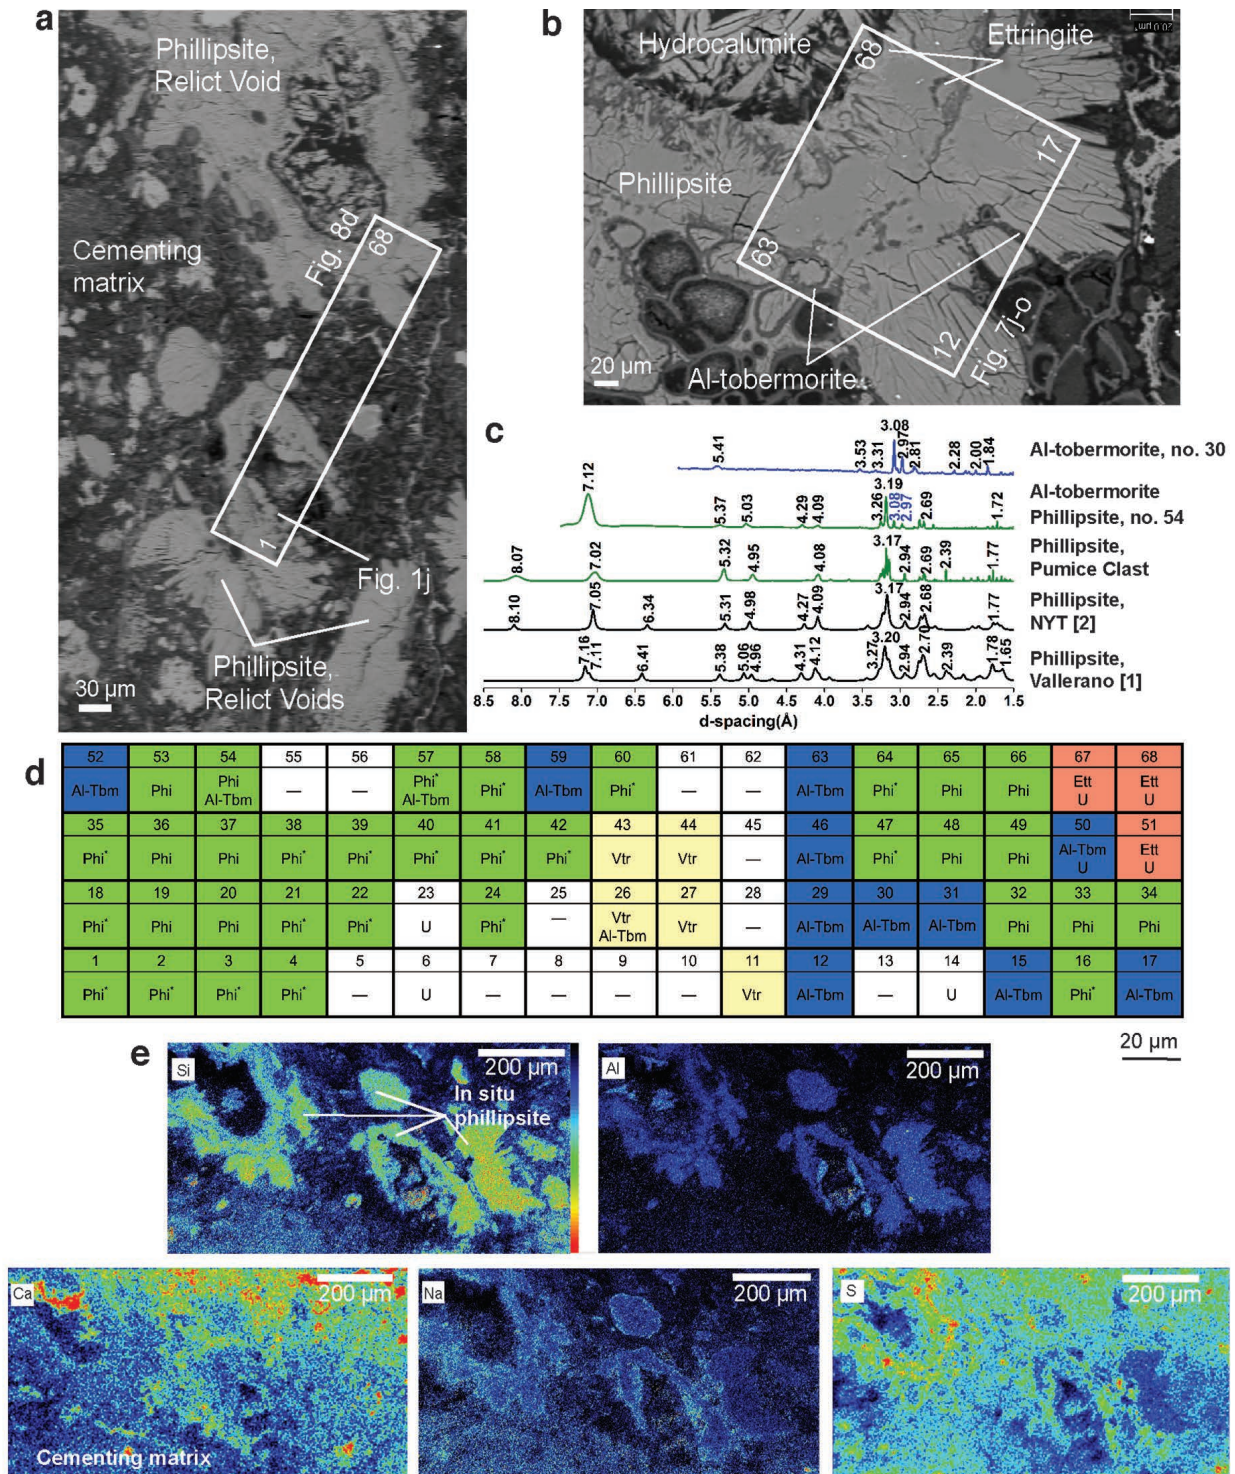 a
Phillipsite,
Relict Void
Cementing
matrix
Fig. 8d
68
1
Fig. 1j
Phillipsite,
Relict Voids
30 µm
b
Hydrocalumite
Ettringite
20.0 µm
68
17
Phillipsite
63
12
Fig. 7j-o
Al-tobermorite
20 µm
c
5.41 3.53 3.31 3.08 2.97 2.81 2.28 2.00 1.84
Al-tobermorite, no. 30
7.12 5.37 5.03 4.29 4.09 3.26 3.19 3.08 2.97 2.69 1.72
Al-tobermorite
Phillipsite, no. 54
8.07 7.02 5.32 4.95 4.08 3.17 2.94 2.69 2.39 1.77
Phillipsite,
Pumice Clast
8.10 7.05 6.34 5.31 4.98 4.27 4.09 3.17 2.94 2.68 1.77
Phillipsite,
NYT [2]
7.16 7.11 6.41 5.38 5.06 4.96 4.31 4.12 3.27 3.20 2.94 2.70 2.39 1.78 1.65
Phillipsite,
Vallerano [1]
8.5 8.0 7.5 7.0 6.5 6.0 5.5 5.0 4.5 4.0 3.5 3.0 2.5 2.0 1.5
d-spacing(Å)
d
52 53 54 55 56 57 58 59 60 61 62 63 64 65 66 67 68
Al-Tbm Phi Phi Al-Tbm — — Phi* Al-Tbm Phi* Al-Tbm Phi* — — Al-Tbm Phi* Phi Phi Ett U Ett U
35 36 37 38 39 40 41 42 43 44 45 46 47 48 49 50 51
Phi* Phi Phi Phi* Phi* Phi* Phi* Phi* Vtr Vtr — Al-Tbm Phi* Phi Phi Al-Tbm U Ett U
18 19 20 21 22 23 24 25 26 27 28 29 30 31 32 33 34
Phi* Phi Phi Phi* Phi* U Phi* — Vtr Al-Tbm Vtr — Al-Tbm Al-Tbm Al-Tbm Phi Phi Phi
1 2 3 4 5 6 7 8 9 10 11 12 13 14 15 16 17
Phi* Phi* Phi* Phi* — U — — — — Vtr Al-Tbm — U Al-Tbm Phi* Al-Tbm
20 µm
e
Si
200 µm
In situ
phillipsite
Al
200 µm
Ca
200 µm
Cementing matrix
Na
200 µm
S
200 µm